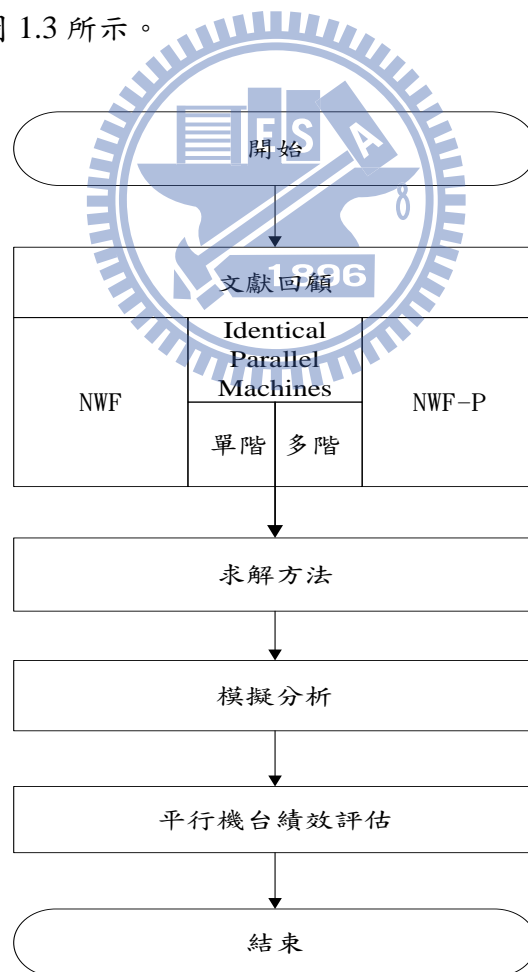 圖 1.3 所示。
開始
ESA
1896
文獻回顧
NWF
Identical
Parallel
Machines
單階
多階
NWF-P
求解方法
模擬分析
平行機台績效評估
結束